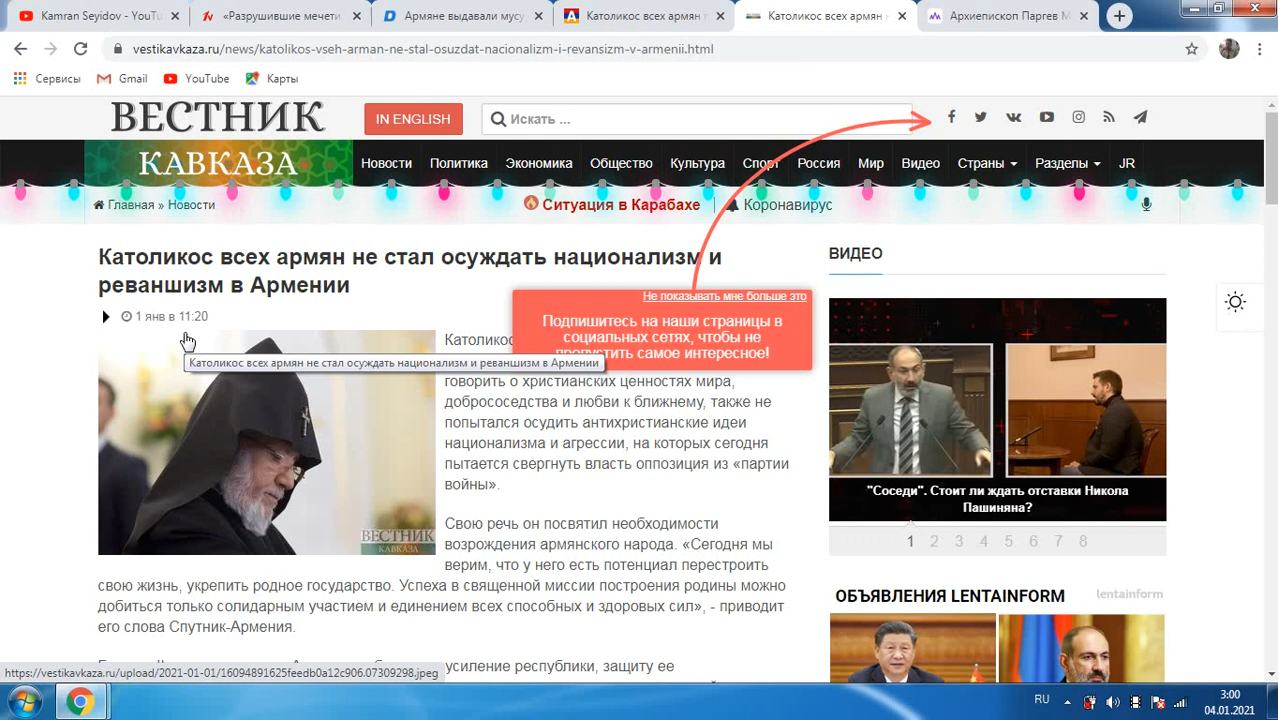 Kamran Seyidov - YouTu
«Разрушившие мечети
Армяне выдавали мусу
Католикос всех армян
Католикос всех армян
Архиепископ Паргев М
vestikavkaza.ru/news/katolikos-vseh-arman-ne-stal-osuzdat-nacionalizm-i-revansizm-v-armenii.html
Сервисы
Gmail
YouTube
Карты
ВЕСТНИК
КАВКАЗА
IN ENGLISH
Искать ...
Новости Политика Экономика Общество Культура Спорт Россия Мир Видео Страны Разделы JR
Главная » Новости
Ситуация в Карабахе
Коронавирус
Католикос всех армян не стал осуждать национализм и
реваншизм в Армении
1 янв в 11:20
Не показывать мне больше это
Подпишитесь на наши страницы в
социальных сетях, чтобы не
пропустить самое интересное!
Католикос всех армян не стал осуждать национализм и реваншизм в Армении
говорить о христианских ценностях мира,
добрососедства и любви к ближнему, также не
попытался осудить антихристианские идеи
национализма и агрессии, на которых сегодня
пытается свергнуть власть оппозиция из «партии
войны».
Свою речь он посвятил необходимости
возрождения армянского народа. «Сегодня мы
верим, что у него есть потенциал перестроить
свою жизнь, укрепить родное государство. Успеха в священной миссии построения родины можно
добиться только солидарным участием и единением всех способных и здоровых сил», - приводит
его слова Спутник-Армения.
усиление республики, защиту ее
ВЕСТНИК
КАВКАЗА
ВИДЕО
"Соседи". Стоит ли ждать отставки Никола
Пашиняна?
1 2 3 4 5 6 7 8
ОБЪЯВЛЕНИЯ LENTAINFORM
lentainform
https://vestikavkaza.ru/upload/2021-01-01/16094891625feedb0a12c906.07309298.jpeg
RU
3:00
04.01.2021